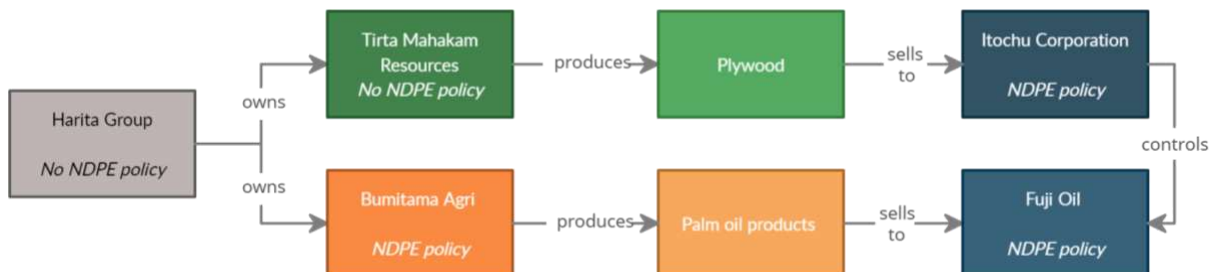 Harita Group
No NDPE policy
owns
owns
Tirta Mahakam
Resources
No NDPE policy
produces
Plywood
sells
to
Itochu Corporation
NDPE policy
controls
Bumitama Agri
NDPE policy
produces
Palm oil products
sells
to
Fuji Oil
NDPE policy